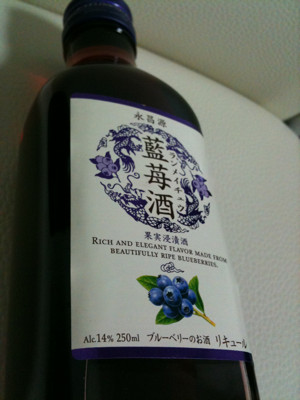 永昌源
藍苺酒
ランメイチュウ
果実浸漬酒
RICH AND ELEGANT FLAVOR MADE FROM
BEAUTIFULLY RIPE BLUEBERRIES.
Alc.14% 250ml ブルーベリーのお酒 リキュール